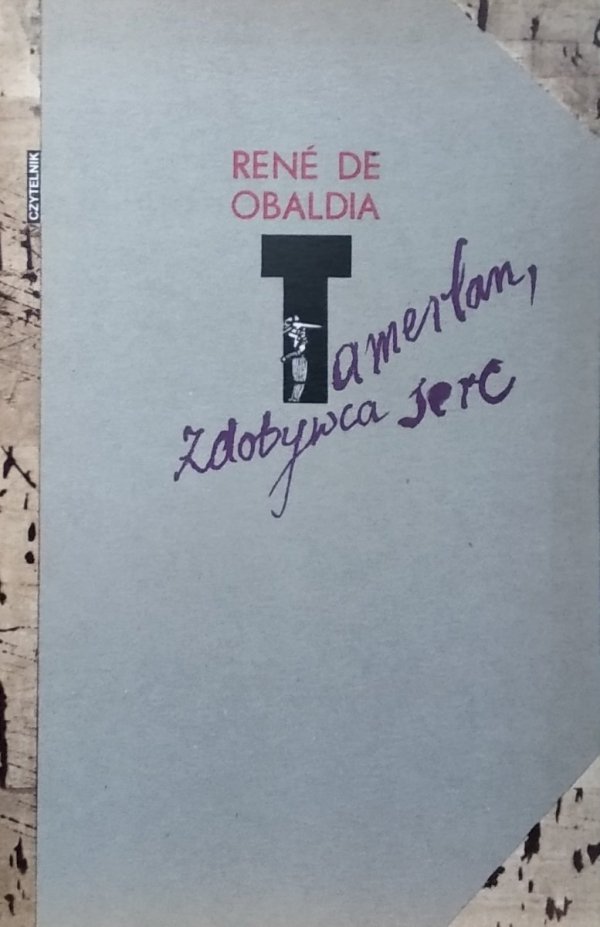 CZYTELNIK
RENÉ DE
OBALDIA
Tamerlan,
zdobywca serc